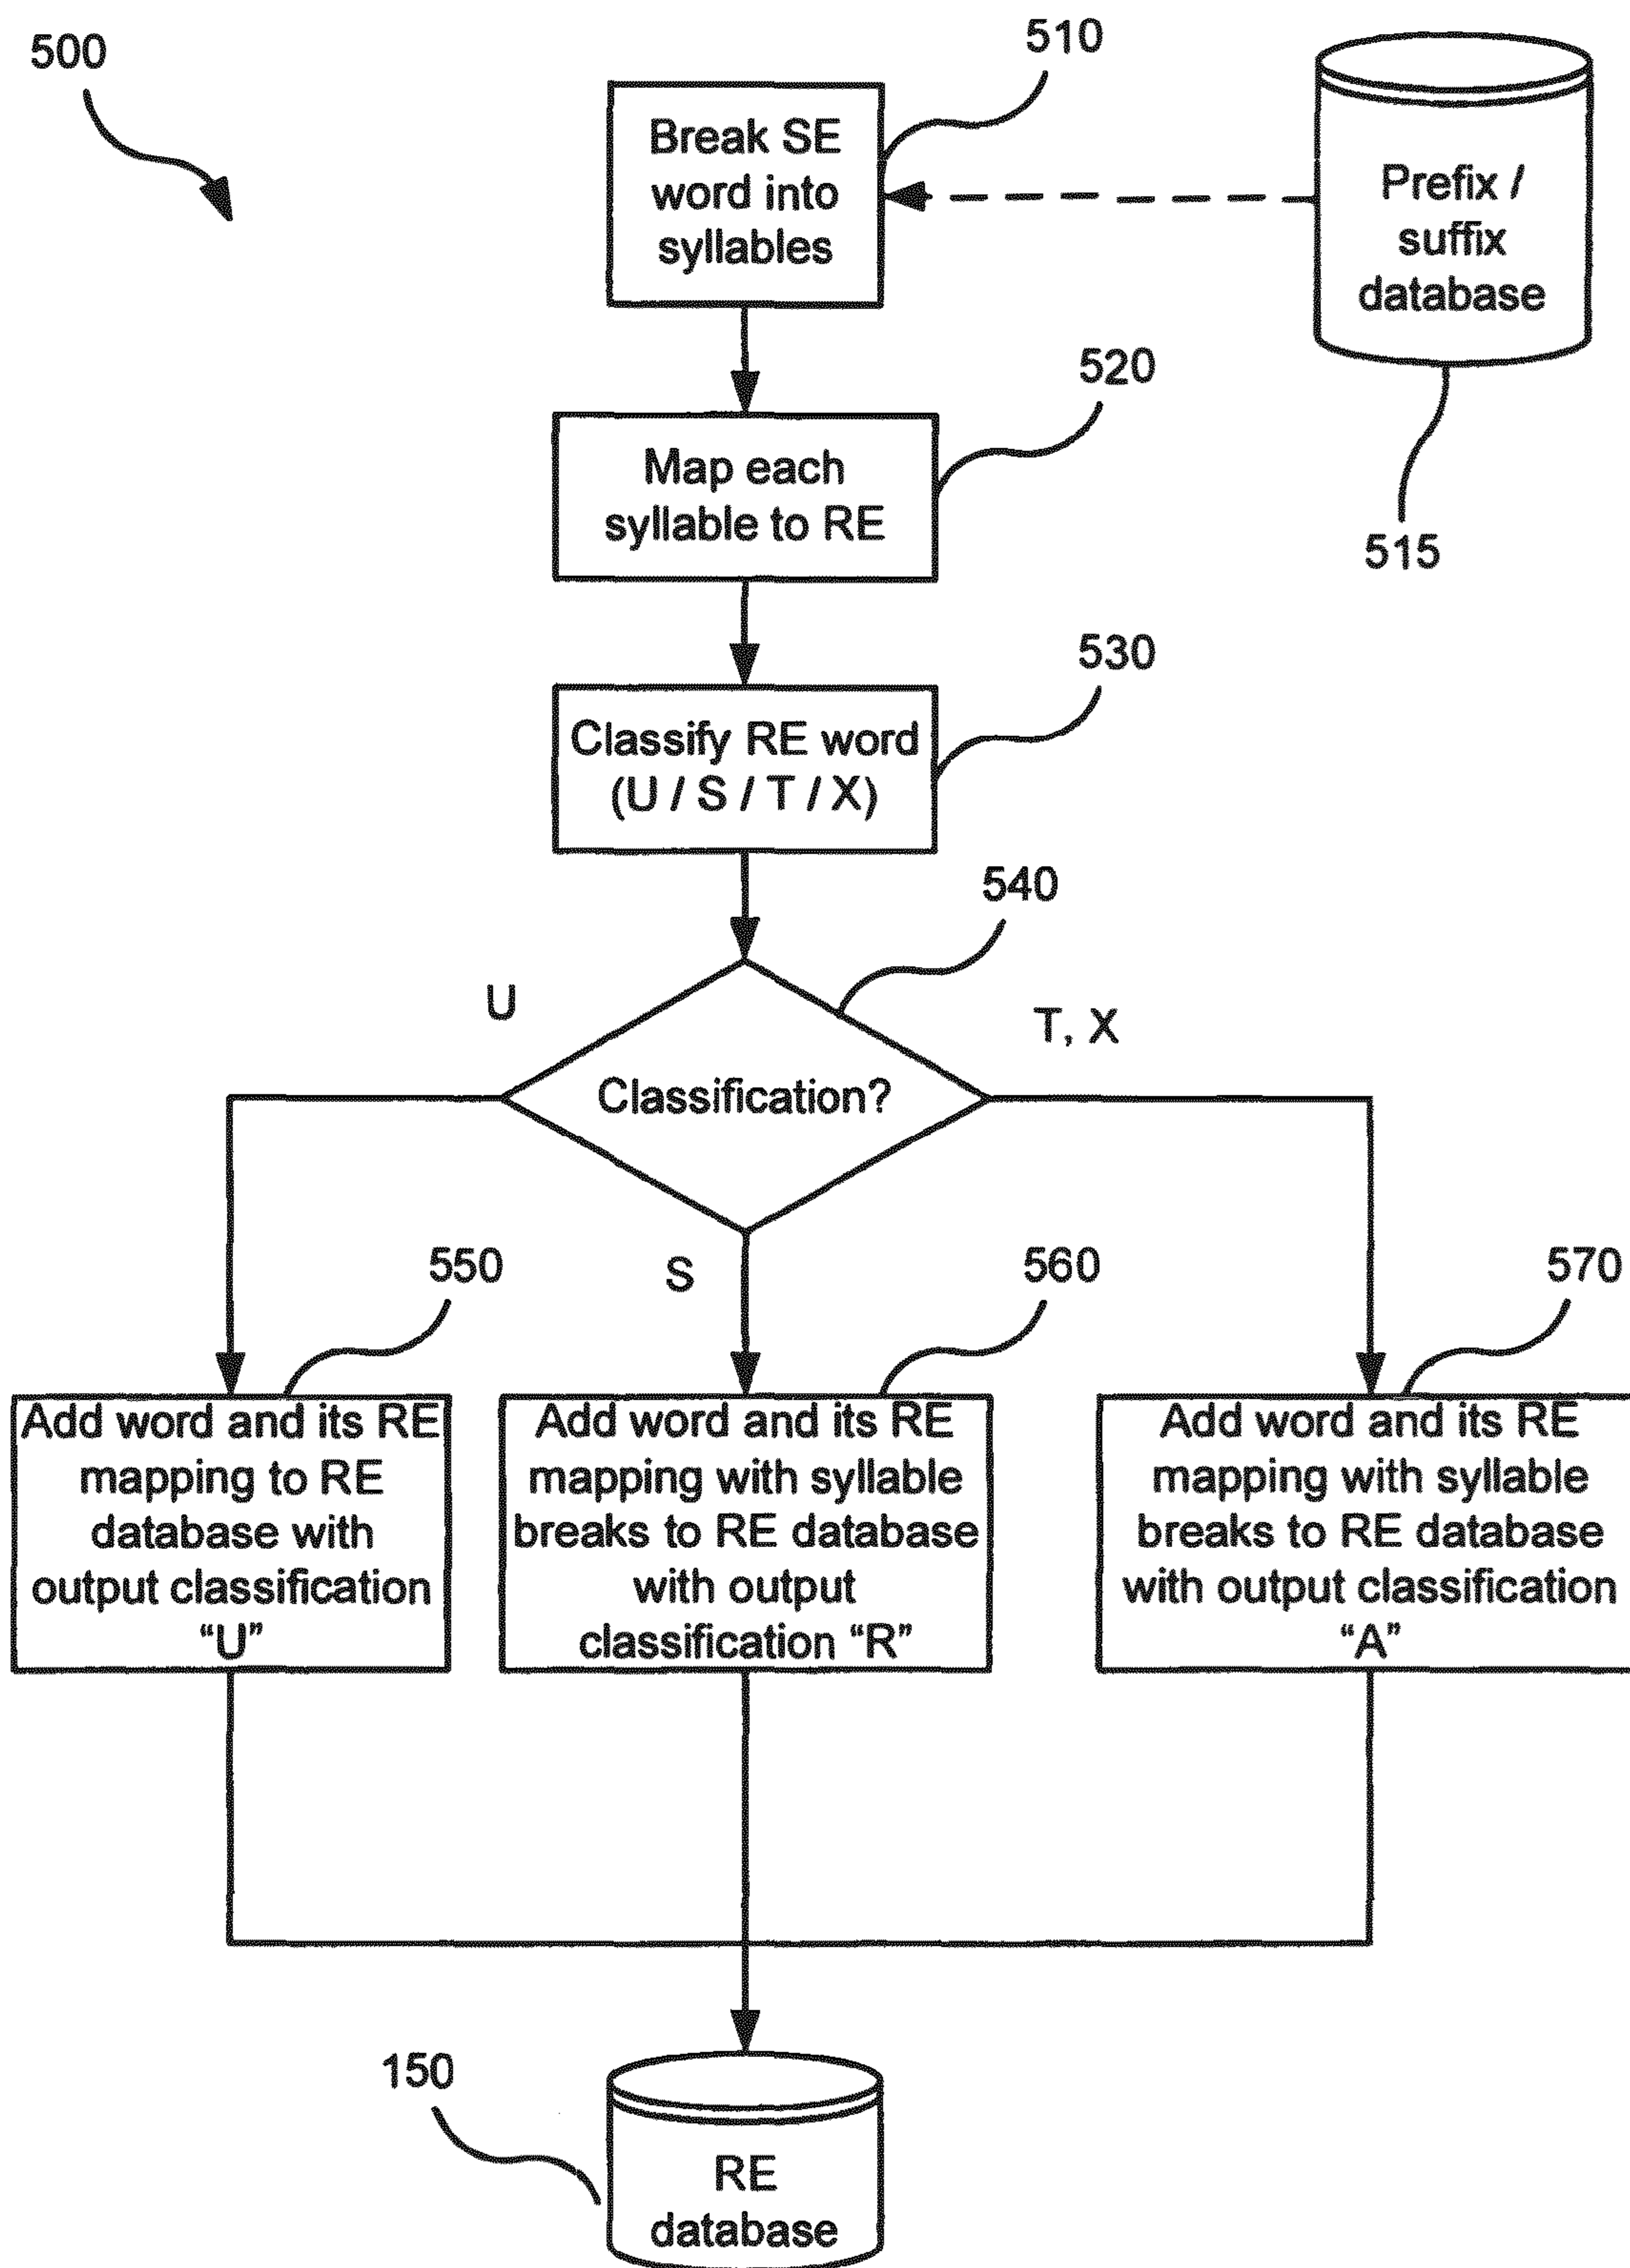 500
510
Break SE
word into
syllables
Prefix /
suffix
database
515
520
Map each
syllable to RE
530
Classify RE word
(U / S / T / X)
540
U
T, X
Classification?
S
550
560
570
Add word and its RE
mapping to RE
database with
output classification
“U”
Add word and its RE
mapping with syllable
breaks to RE database
with output
classification “R”
Add word and its RE
mapping with syllable
breaks to RE database
with output classification
“A”
150
RE
database